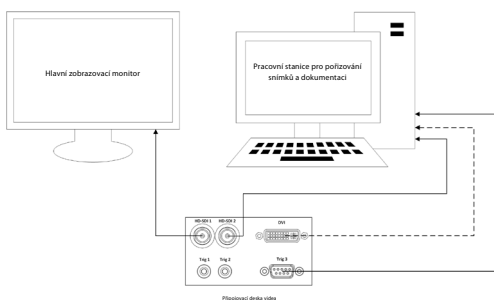 Hlavní zobrazovací monitor
Pracovní stanice pro pořizování
snímků a dokumentaci
HD-SDI 1
HD-SDI 2
DVI
Trig 1
Trig 2
Trig 3
Připojovací deska videa